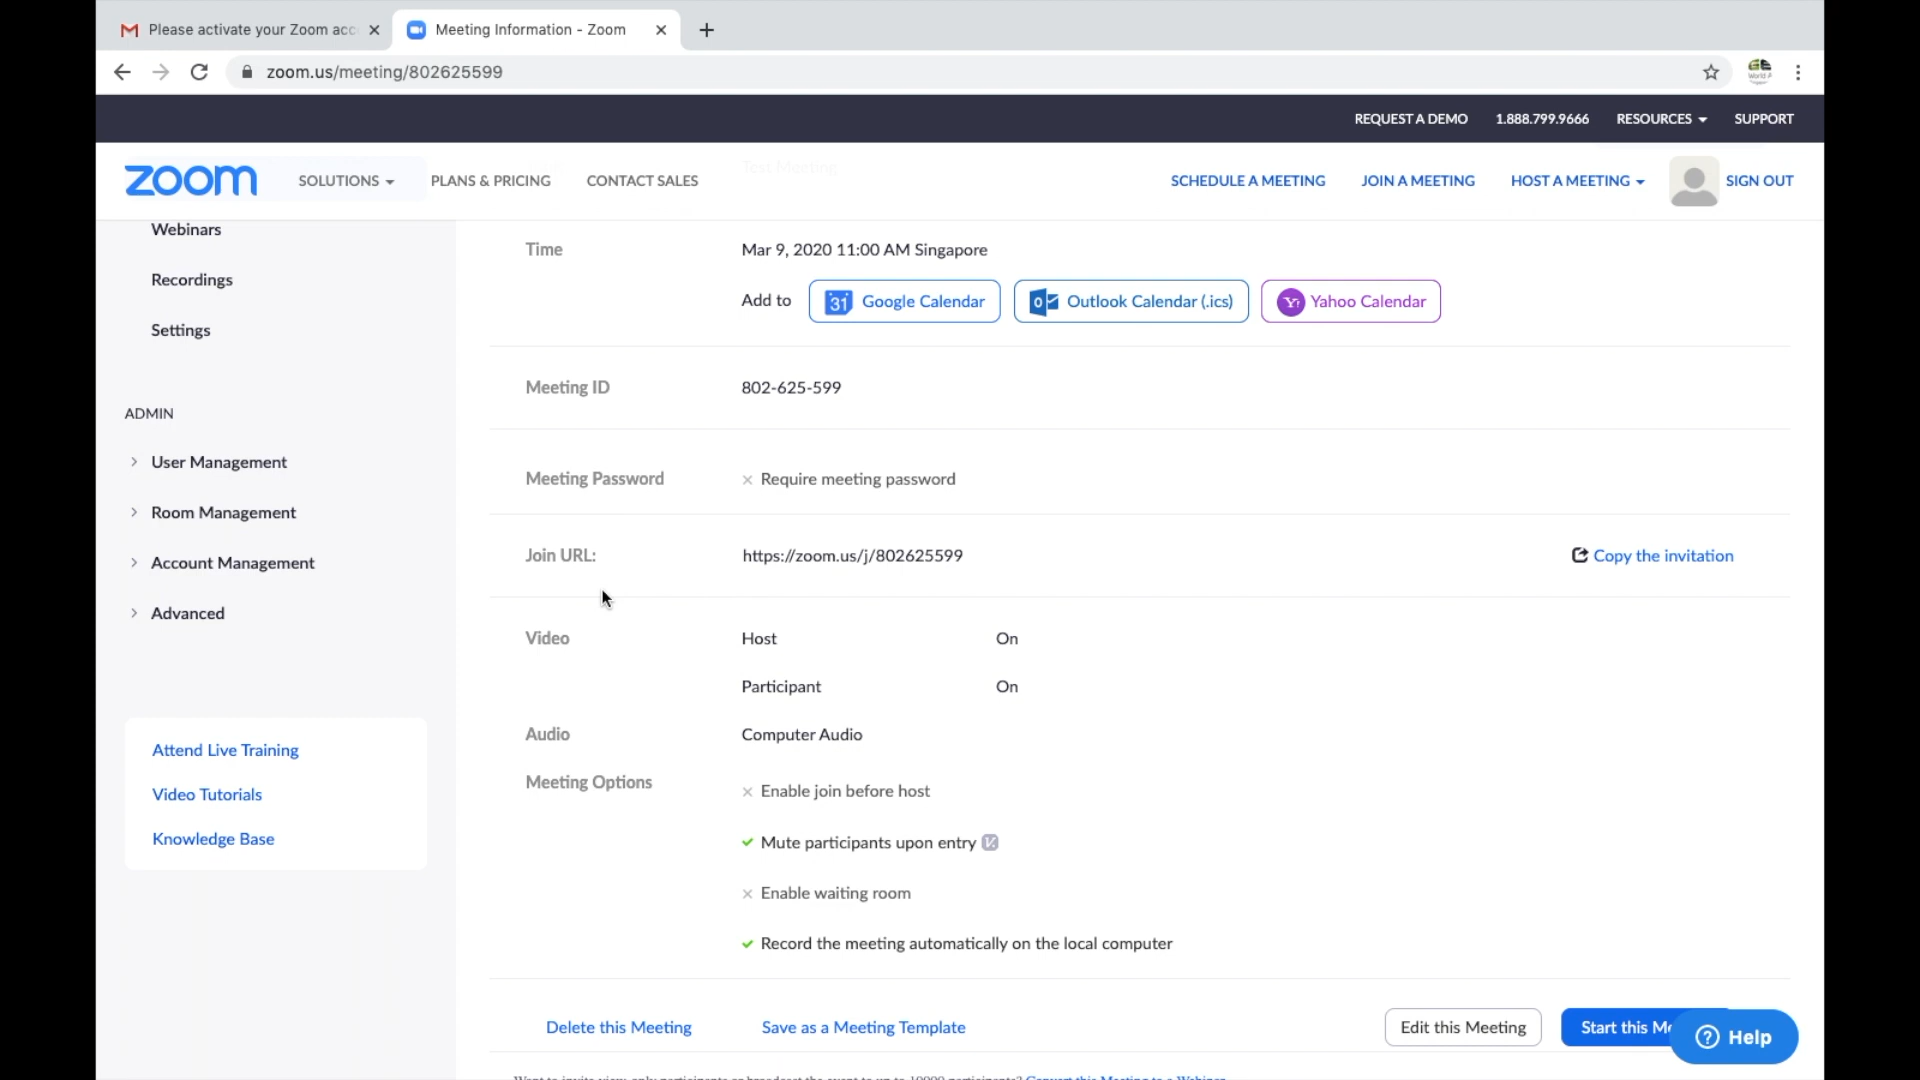 Please activate your Zoom acc
Meeting Information - Zoom
zoom.us/meeting/802625599
REQUEST A DEMO 1.888.799.9666 RESOURCES SUPPORT
Test Meeting
zoom SOLUTIONS PLANS & PRICING CONTACT SALES SCHEDULE A MEETING JOIN A MEETING HOST A MEETING SIGN OUT
Webinars
Recordings
Settings
ADMIN
User Management
Room Management
Account Management
Advanced
Attend Live Training
Video Tutorials
Knowledge Base
Time Mar 9, 2020 11:00 AM Singapore
Add to 31 Google Calendar Outlook Calendar (.ics) Yahoo Calendar
Meeting ID 802-625-599
Meeting Password Require meeting password
Join URL: https://zoom.us/j/802625599 Copy the invitation
Video Host On
Participant On
Audio Computer Audio
Meeting Options Enable join before host
Mute participants upon entry
Enable waiting room
Record the meeting automatically on the local computer
Delete this Meeting Save as a Meeting Template Edit this Meeting Start this Me
Help